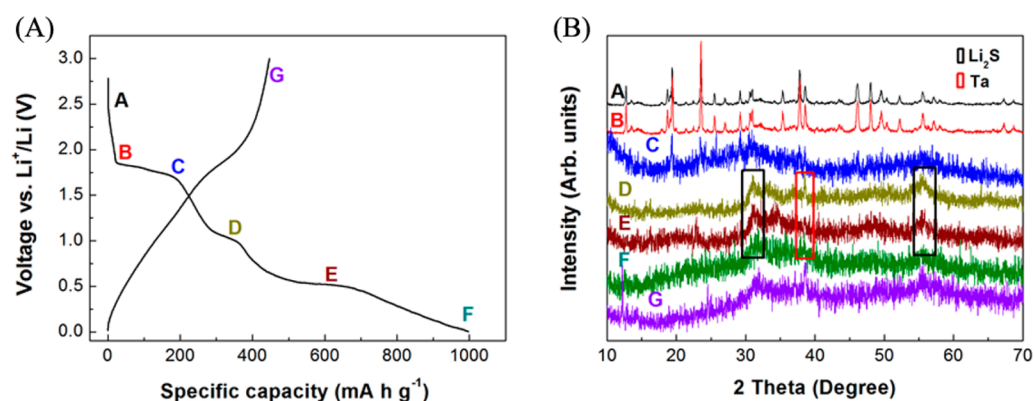 (A)
3.0
2.5
2.0
1.5
1.0
0.5
0.0
Voltage vs. Li⁺/Li (V)
A
B
C
D
E
F
G
0 200 400 600 800 1000
Specific capacity (mA h g⁻¹)
(B)
Li₂S
Ta
A
B
C
D
E
F
G
Intensity (Arb. units)
10 20 30 40 50 60 70
2 Theta (Degree)